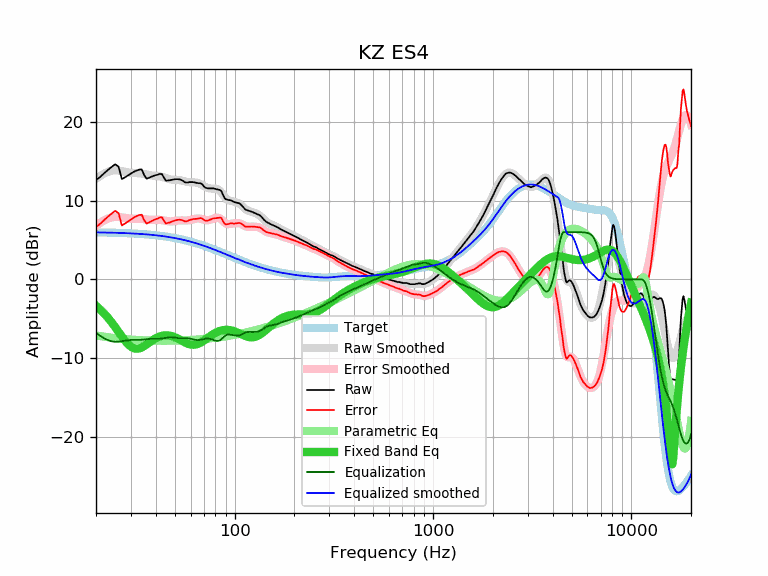 KZ ES4
Amplitude (dBr)
20
10
0
−10
−20
Target
Raw Smoothed
Error Smoothed
Raw
Error
Parametric Eq
Fixed Band Eq
Equalization
Equalized smoothed
100
1000
10000
Frequency (Hz)